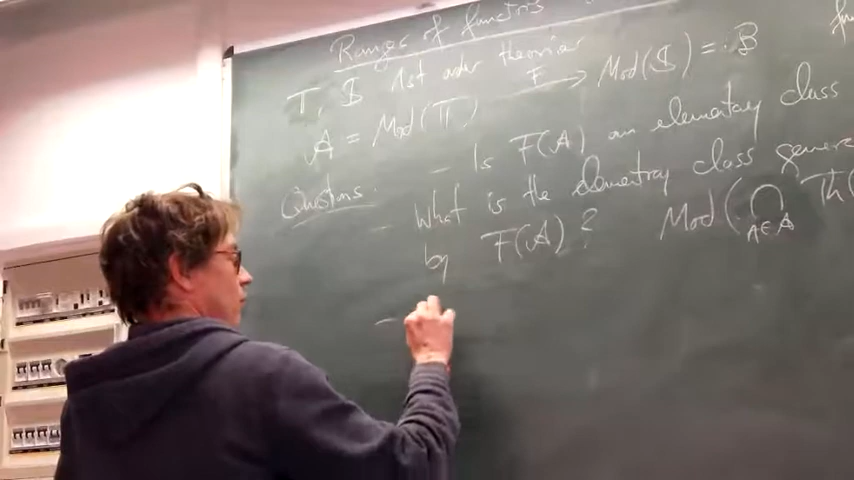 Ranges of functors
T, S 1st order theories
A = Mod(T) F→ Mod(S) =: B
Questions: - Is F(A) an elementary class
- What is the elementary class genera
by F(A)? Mod(⋂ Th(
A∈A
-